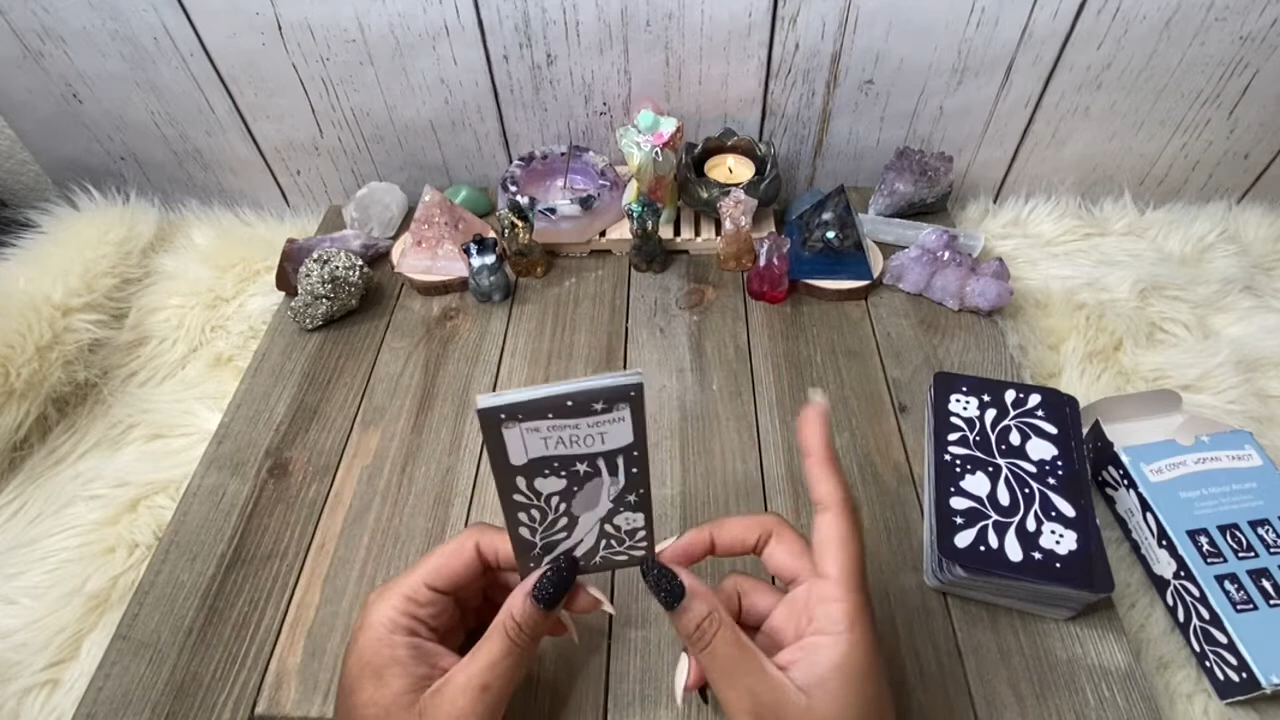 THE COSMIC WOMAN
TAROT
THE COSMIC WOMAN TAROT
Major & Minor Arcana